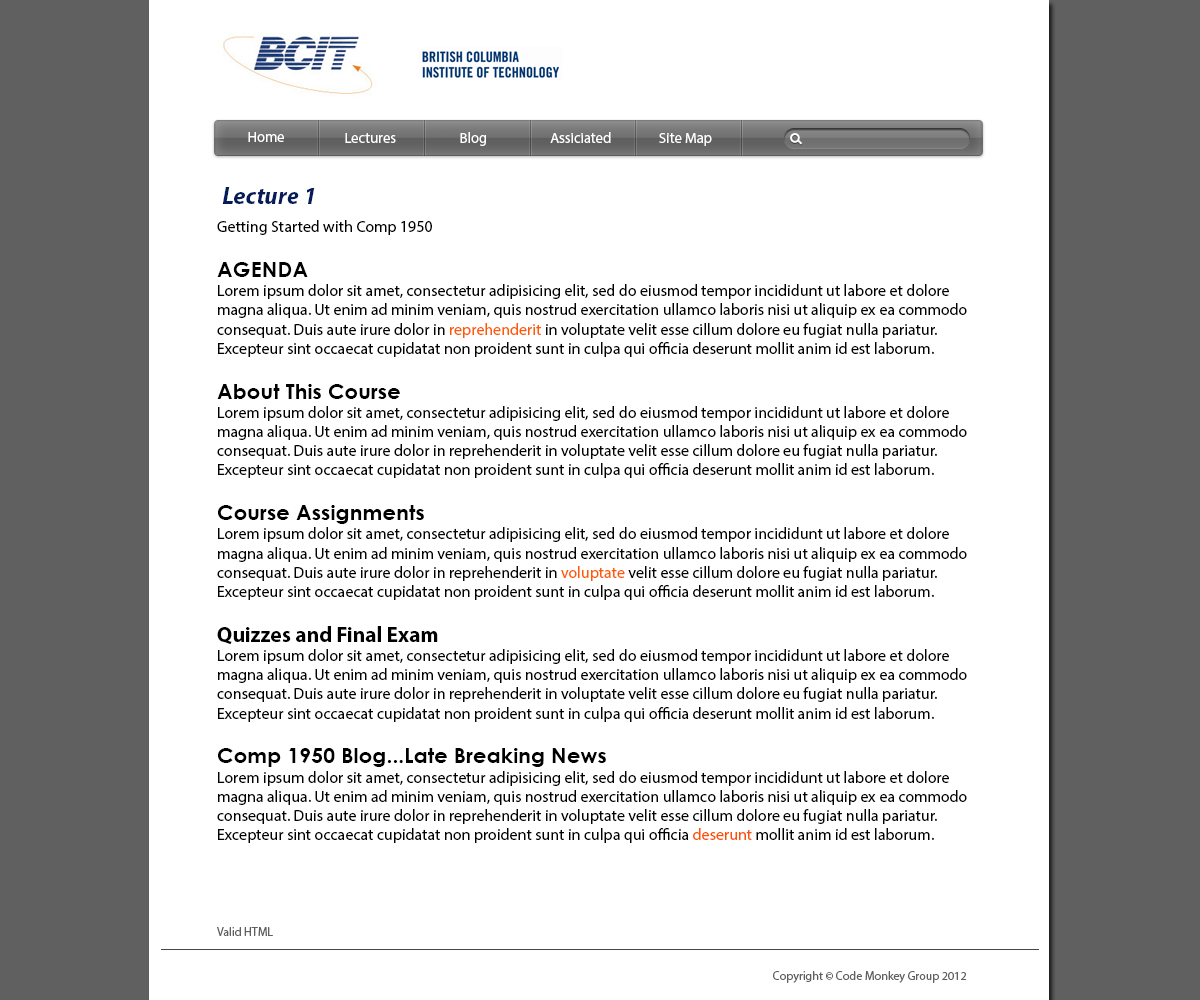 BCIT
BRITISH COLUMBIA
INSTITUTE OF TECHNOLOGY
Home Lectures Blog Assiciated Site Map
Lecture 1
Getting Started with Comp 1950
AGENDA
Lorem ipsum dolor sit amet, consectetur adipisicing elit, sed do eiusmod tempor incididunt ut labore et dolore
magna aliqua. Ut enim ad minim veniam, quis nostrud exercitation ullamco laboris nisi ut aliquip ex ea commodo
consequat. Duis aute irure dolor in reprehenderit in voluptate velit esse cillum dolore eu fugiat nulla pariatur.
Excepteur sint occaecat cupidatat non proident sunt in culpa qui officia deserunt mollit anim id est laborum.
About This Course
Lorem ipsum dolor sit amet, consectetur adipisicing elit, sed do eiusmod tempor incididunt ut labore et dolore
magna aliqua. Ut enim ad minim veniam, quis nostrud exercitation ullamco laboris nisi ut aliquip ex ea commodo
consequat. Duis aute irure dolor in reprehenderit in voluptate velit esse cillum dolore eu fugiat nulla pariatur.
Excepteur sint occaecat cupidatat non proident sunt in culpa qui officia deserunt mollit anim id est laborum.
Course Assignments
Lorem ipsum dolor sit amet, consectetur adipisicing elit, sed do eiusmod tempor incididunt ut labore et dolore
magna aliqua. Ut enim ad minim veniam, quis nostrud exercitation ullamco laboris nisi ut aliquip ex ea commodo
consequat. Duis aute irure dolor in reprehenderit in voluptate velit esse cillum dolore eu fugiat nulla pariatur.
Excepteur sint occaecat cupidatat non proident sunt in culpa qui officia deserunt mollit anim id est laborum.
Quizzes and Final Exam
Lorem ipsum dolor sit amet, consectetur adipisicing elit, sed do eiusmod tempor incididunt ut labore et dolore
magna aliqua. Ut enim ad minim veniam, quis nostrud exercitation ullamco laboris nisi ut aliquip ex ea commodo
consequat. Duis aute irure dolor in reprehenderit in voluptate velit esse cillum dolore eu fugiat nulla pariatur.
Excepteur sint occaecat cupidatat non proident sunt in culpa qui officia deserunt mollit anim id est laborum.
Comp 1950 Blog...Late Breaking News
Lorem ipsum dolor sit amet, consectetur adipisicing elit, sed do eiusmod tempor incididunt ut labore et dolore
magna aliqua. Ut enim ad minim veniam, quis nostrud exercitation ullamco laboris nisi ut aliquip ex ea commodo
consequat. Duis aute irure dolor in reprehenderit in voluptate velit esse cillum dolore eu fugiat nulla pariatur.
Excepteur sint occaecat cupidatat non proident sunt in culpa qui officia deserunt mollit anim id est laborum.
Valid HTML
Copyright © Code Monkey Group 2012